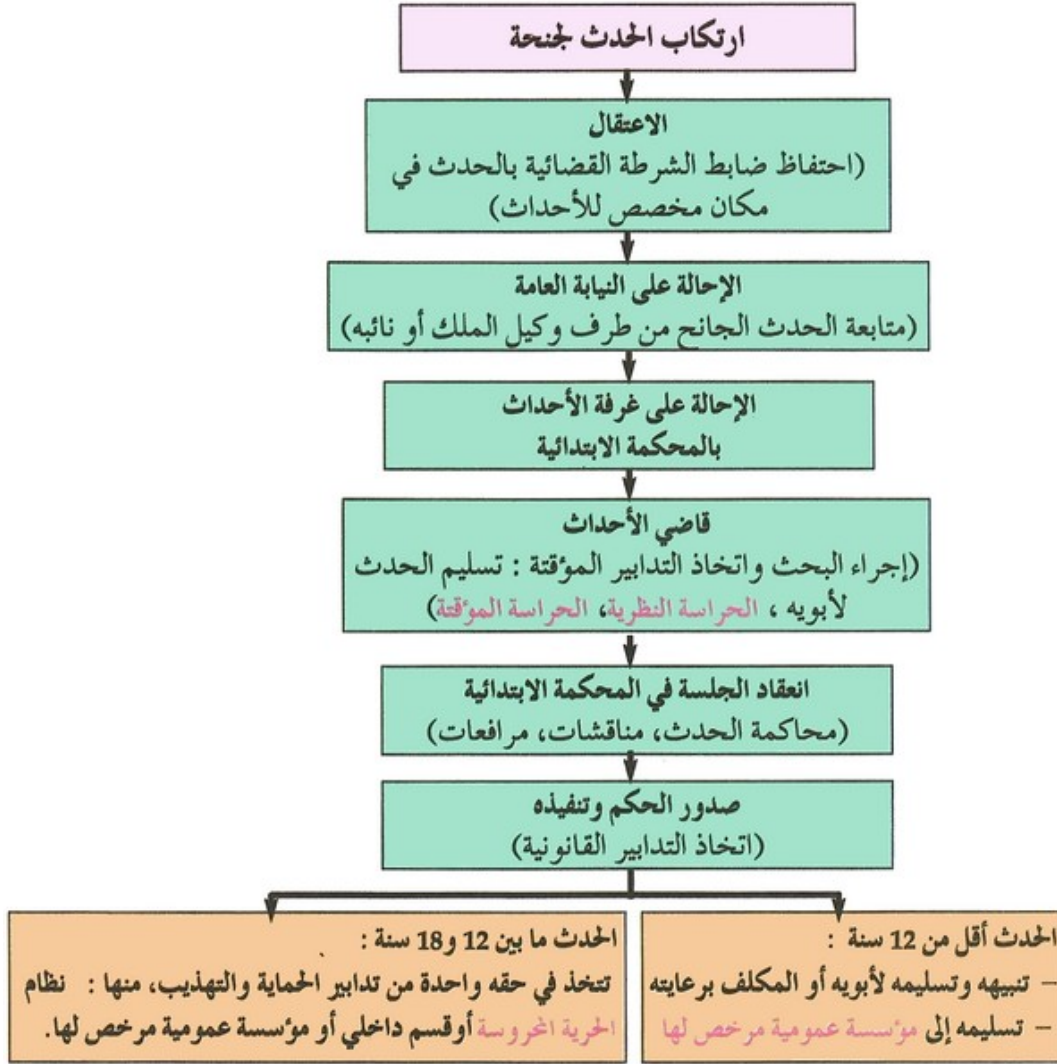 ارتكاب الحدث لجنحة
الاعتقال
(احتفاظ ضابط الشرطة القضائية بالحدث في
مكان مخصص للأحداث)
الإحالة على النيابة العامة
(متابعة الحدث الجانح من طرف وكيل الملك أو نائبه)
الإحالة على غرفة الأحداث
بالمحكمة الابتدائية
قاضي الأحداث
(إجراء البحث واتخاذ التدابير المؤقتة : تسليم الحدث
لأبويه ، الحراسة النظرية، الحراسة المؤقتة)
انعقاد الجلسة في المحكمة الابتدائية
(محاكمة الحدث، مناقشات، مرافعات)
صدور الحكم وتنفيذه
(اتخاذ التدابير القانونية)
الحدث أقل من 12 سنة :
– تنبيهه وتسليمه لأبويه أو المكلف برعايته
– تسليمه إلى مؤسسة عمومية مرخص لها
الحدث ما بين 12 و18 سنة :
تتخذ في حقه واحدة من تدابير الحماية والتهذيب، منها : نظام
الحرية المحروسة أو قسم داخلي أو مؤسسة عمومية مرخص لها.